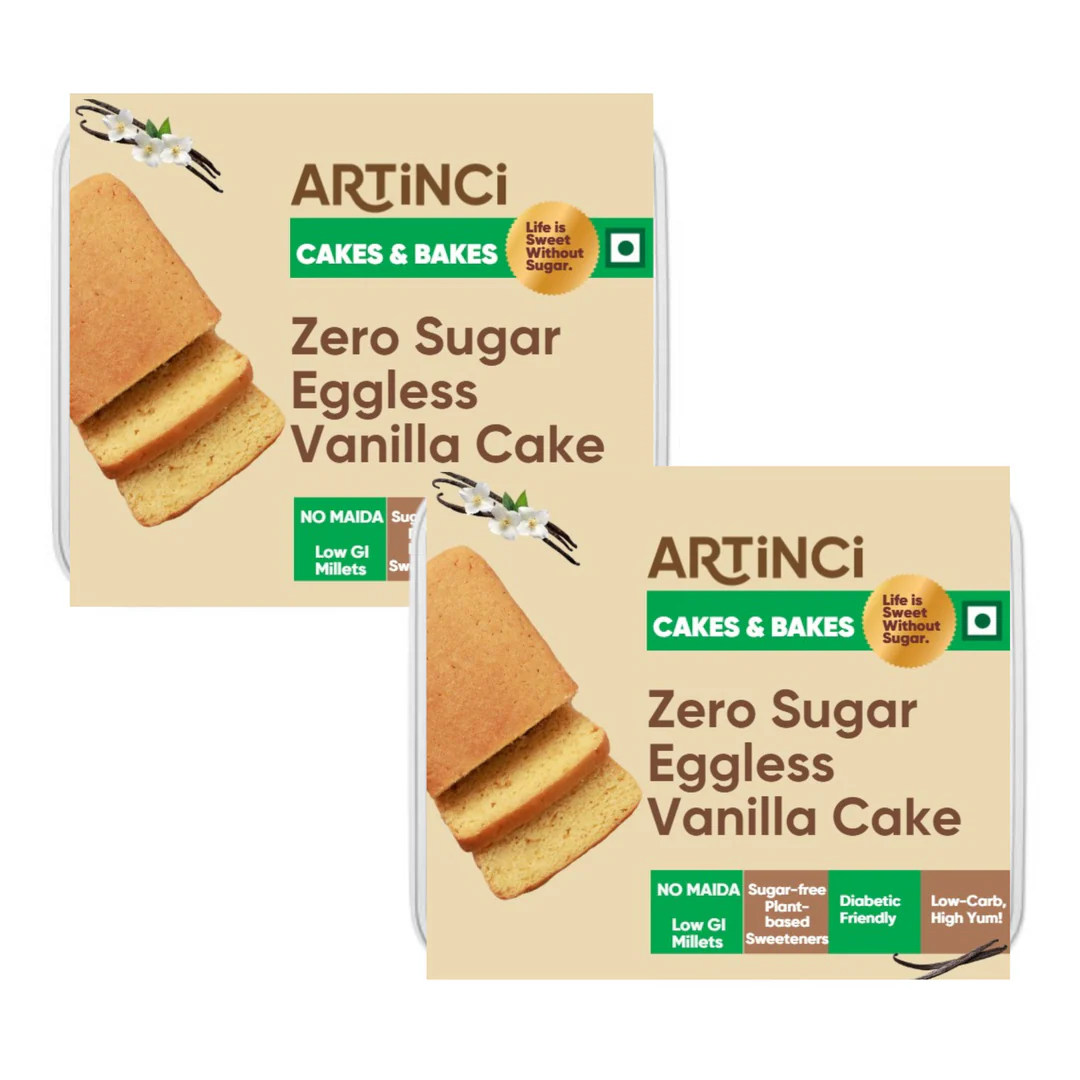 ARTiNCi
CAKES & BAKES
Life is
Sweet
Without
Sugar.
Zero Sugar
Eggless
Vanilla Cake
NO MAIDA
Low GI
Millets
ARTiNCi
CAKES & BAKES
Life is
Sweet
Without
Sugar.
Zero Sugar
Eggless
Vanilla Cake
NO MAIDA
Low GI
Millets
Sugar-free
Plant-
based
Sweeteners
Diabetic
Friendly
Low-Carb,
High Yum!